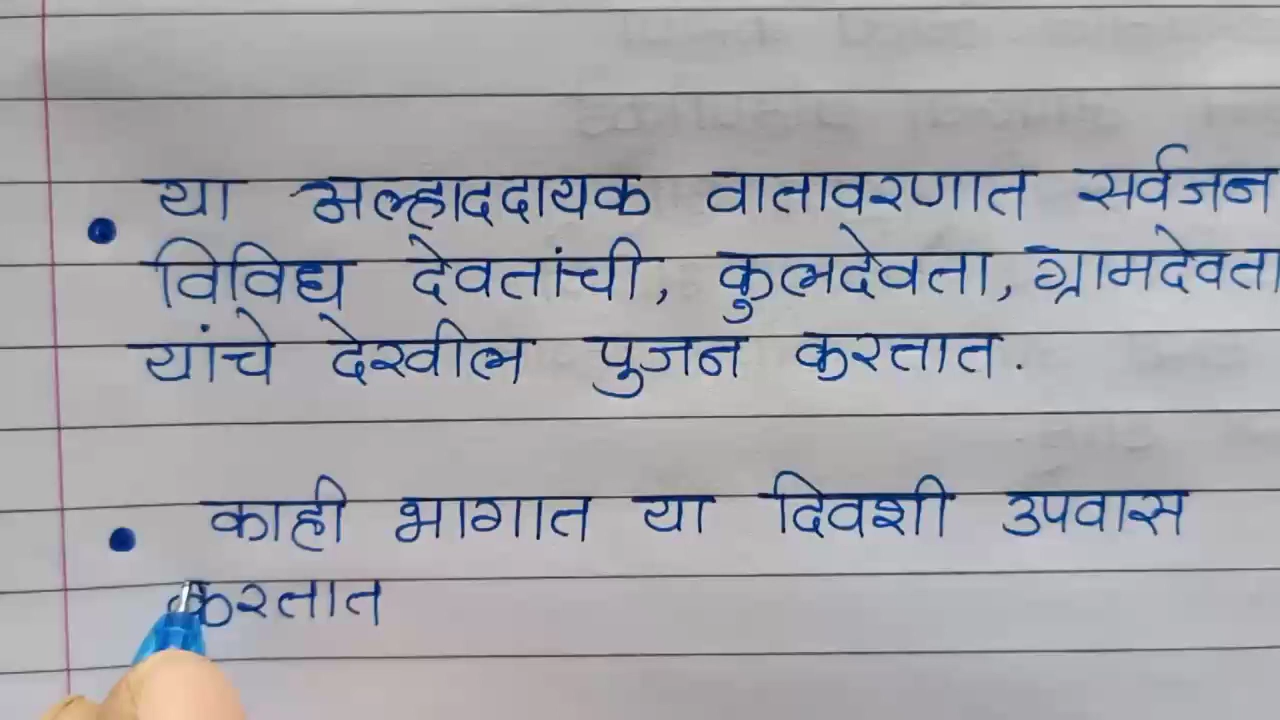 • या अल्हाददायक वातावरणात सर्वजन
विविध देवतांची, कुलदेवता, ग्रामदेवता
यांचे देखील पुजन करतात.
• काही भागात या दिवशी उपवास
करतात